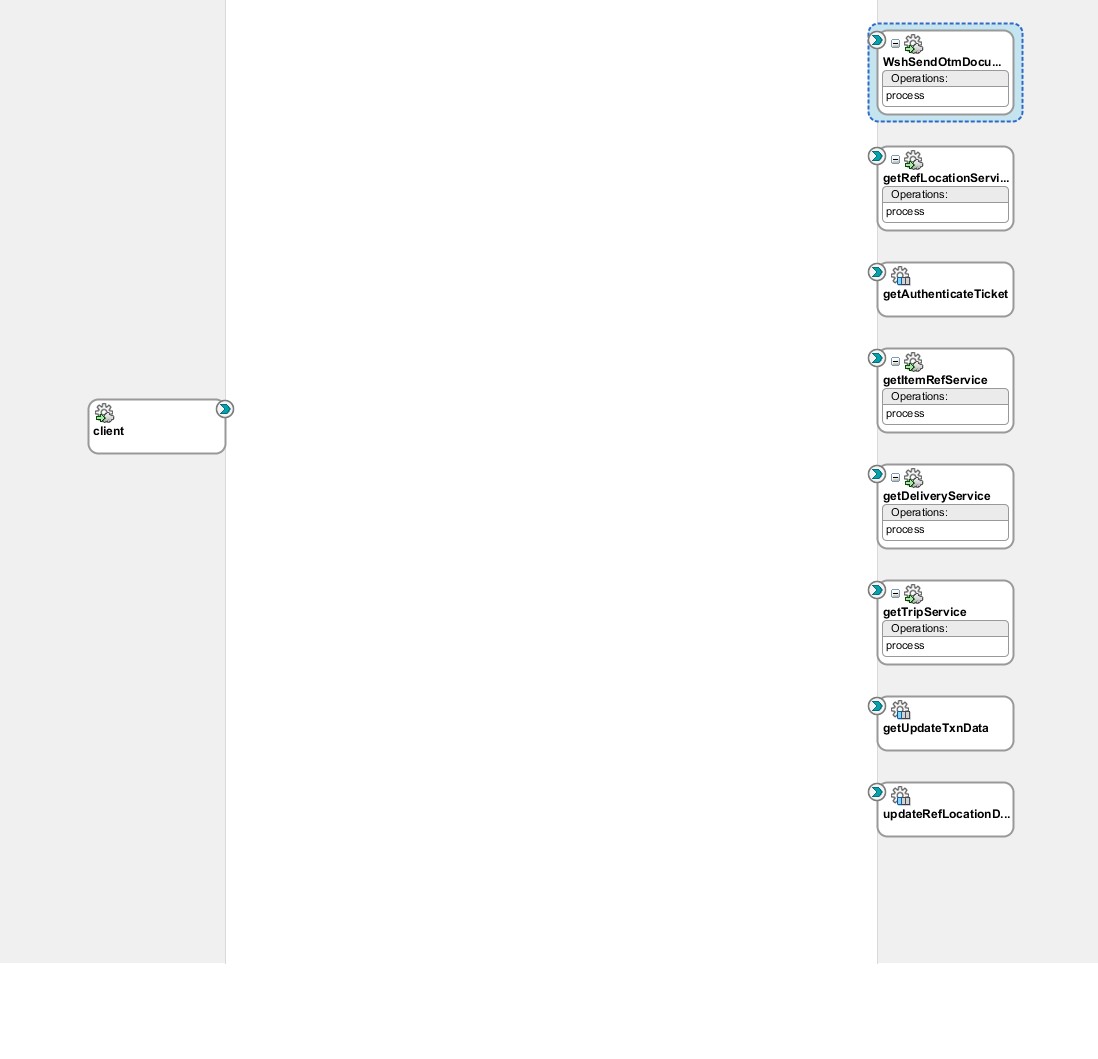 WshSendOtmDocu...
Operations:
process
getRefLocationServi...
Operations:
process
getAuthenticateTicket
getItemRefService
Operations:
process
client
getDeliveryService
Operations:
process
getTripService
Operations:
process
getUpdateTxnData
updateRefLocationD...